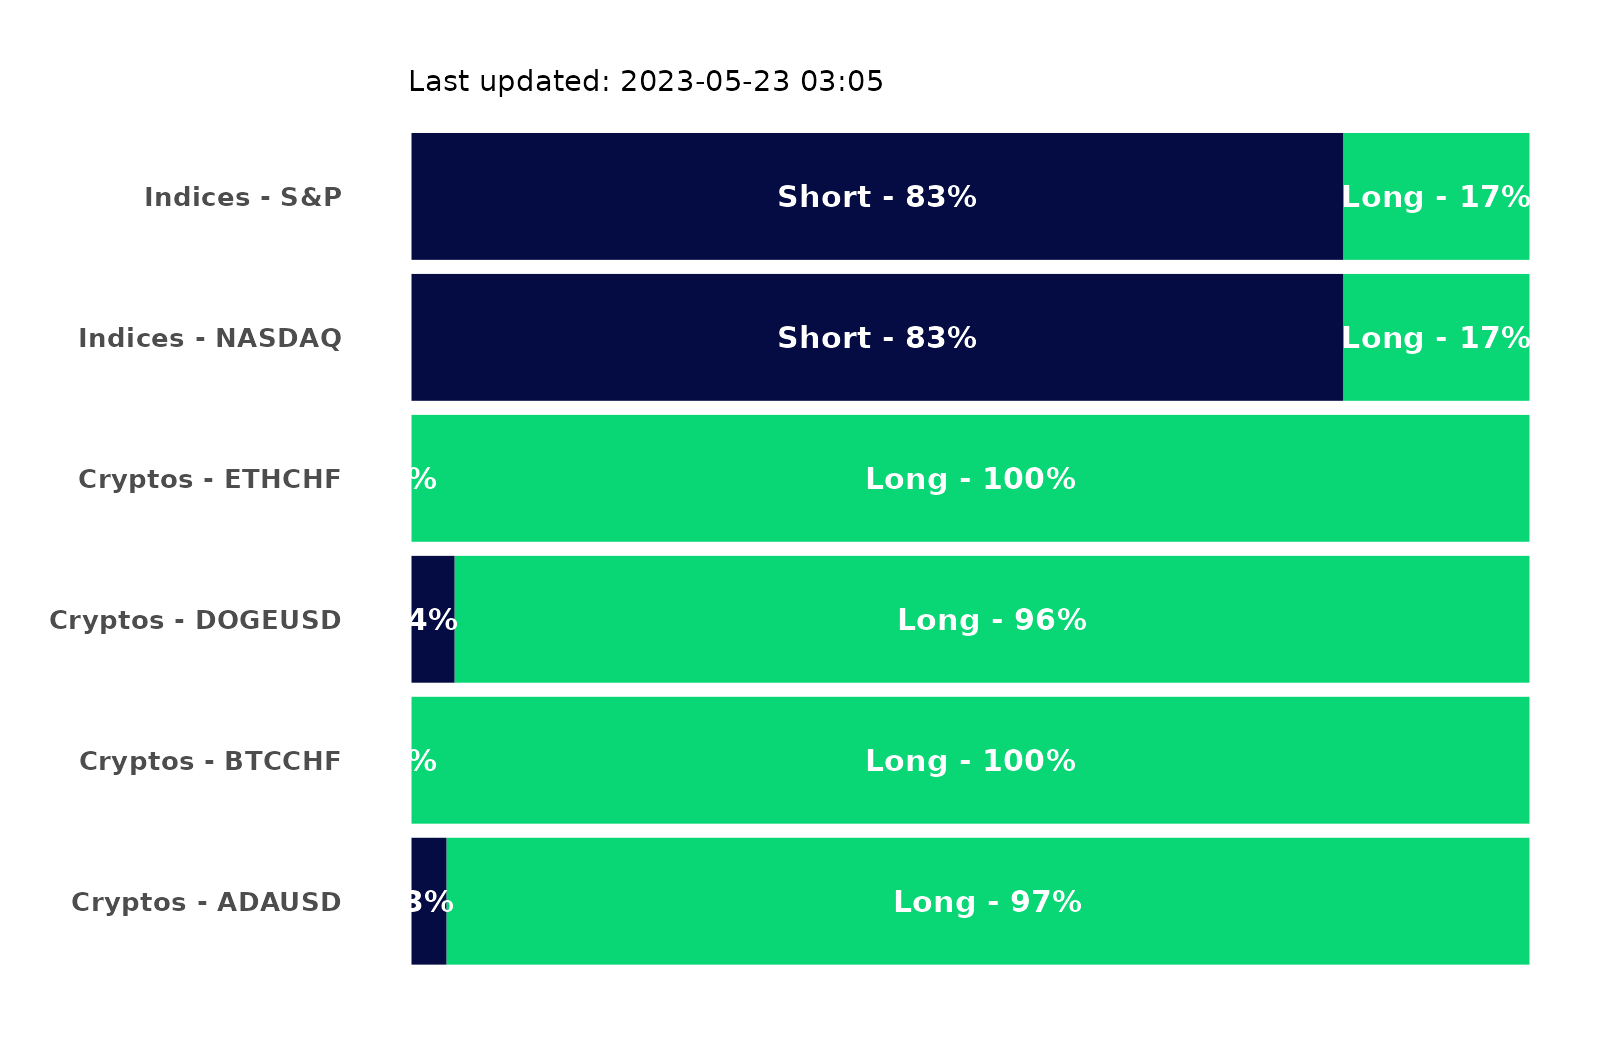 Last updated: 2023-05-23 03:05
Indices - S&P Short - 83% Long - 17%
Indices - NASDAQ Short - 83% Long - 17%
Cryptos - ETHCHF % Long - 100%
Cryptos - DOGEUSD 4% Long - 96%
Cryptos - BTCCHF % Long - 100%
Cryptos - ADAUSD 3% Long - 97%